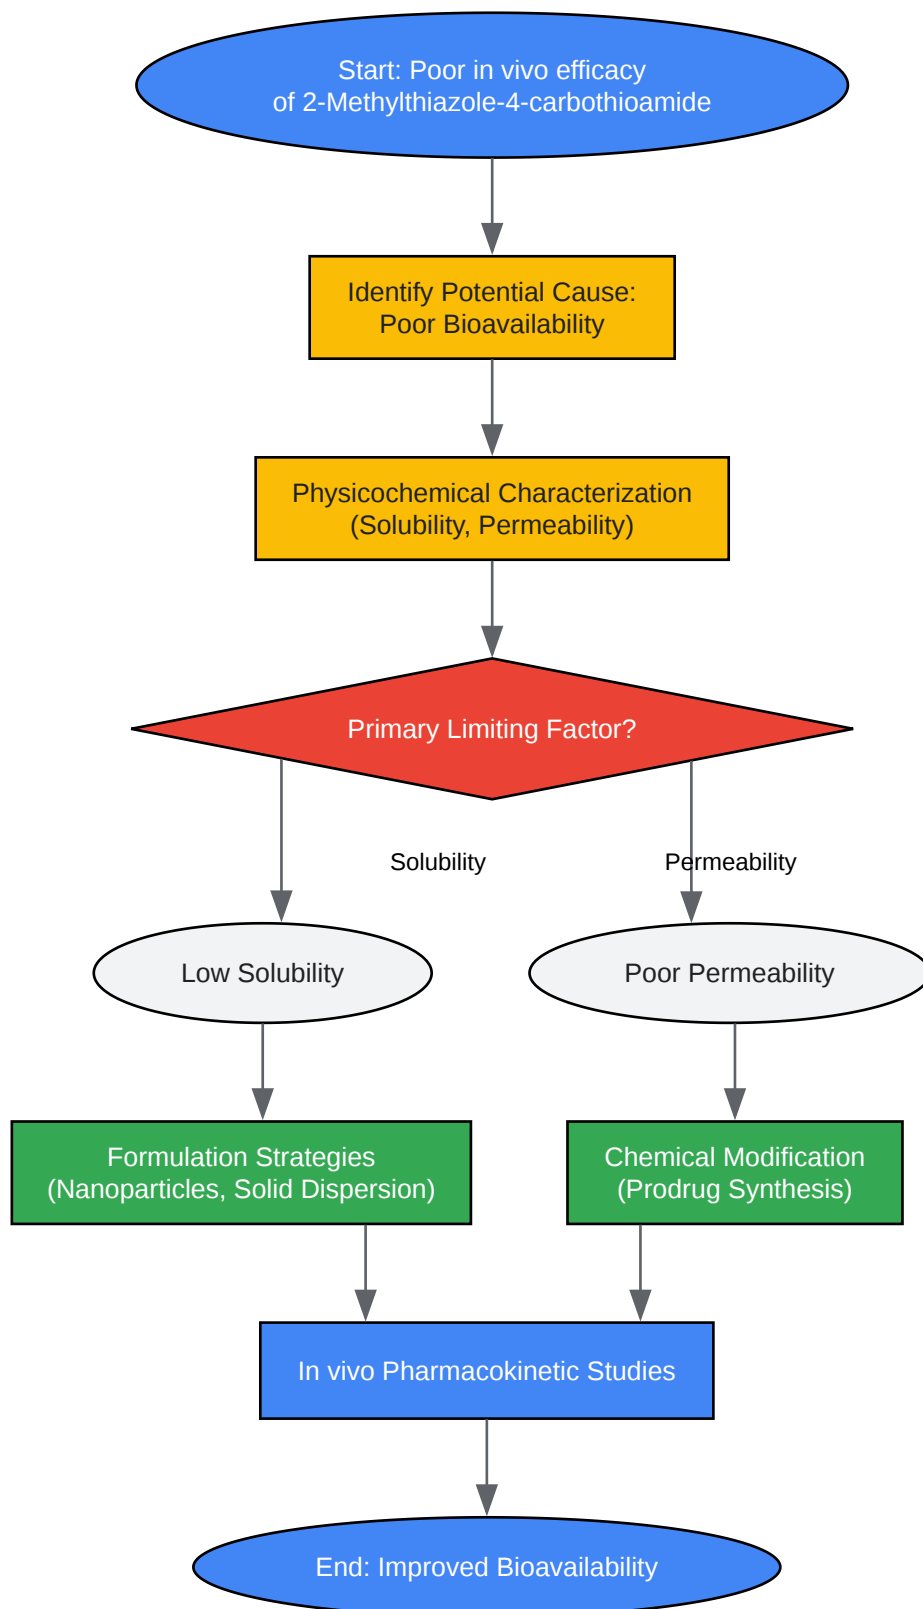 Start: Poor in vivo efficacy
of 2-Methylthiazole-4-carbothioamide
Identify Potential Cause:
Poor Bioavailability
Physicochemical Characterization
(Solubility, Permeability)
Primary Limiting Factor?
Solubility
Permeability
Low Solubility
Poor Permeability
Formulation Strategies
(Nanoparticles, Solid Dispersion)
Chemical Modification
(Prodrug Synthesis)
In vivo Pharmacokinetic Studies
End: Improved Bioavailability